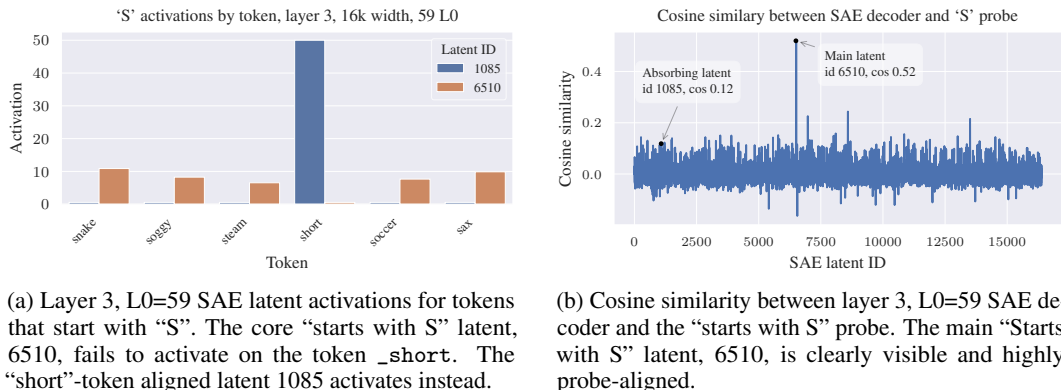 ‘S’ activations by token, layer 3, 16k width, 59 L0
50
40
30
20
10
0
Activation
Latent ID
1085
6510
snake
soggy
steam
short
soccer
sax
Token
Cosine similary between SAE decoder and ‘S’ probe
0.4
0.2
0.0
Cosine similarity
Absorbing latent
id 1085, cos 0.12
Main latent
id 6510, cos 0.52
0
2500
5000
7500
10000
12500
15000
SAE latent ID
(a) Layer 3, L0=59 SAE latent activations for tokens
that start with “S”. The core “starts with S” latent,
6510, fails to activate on the token _short. The
“short”-token aligned latent 1085 activates instead.
(b) Cosine similarity between layer 3, L0=59 SAE de
coder and the “starts with S” probe. The main “Starts
with S” latent, 6510, is clearly visible and highly
probe-aligned.